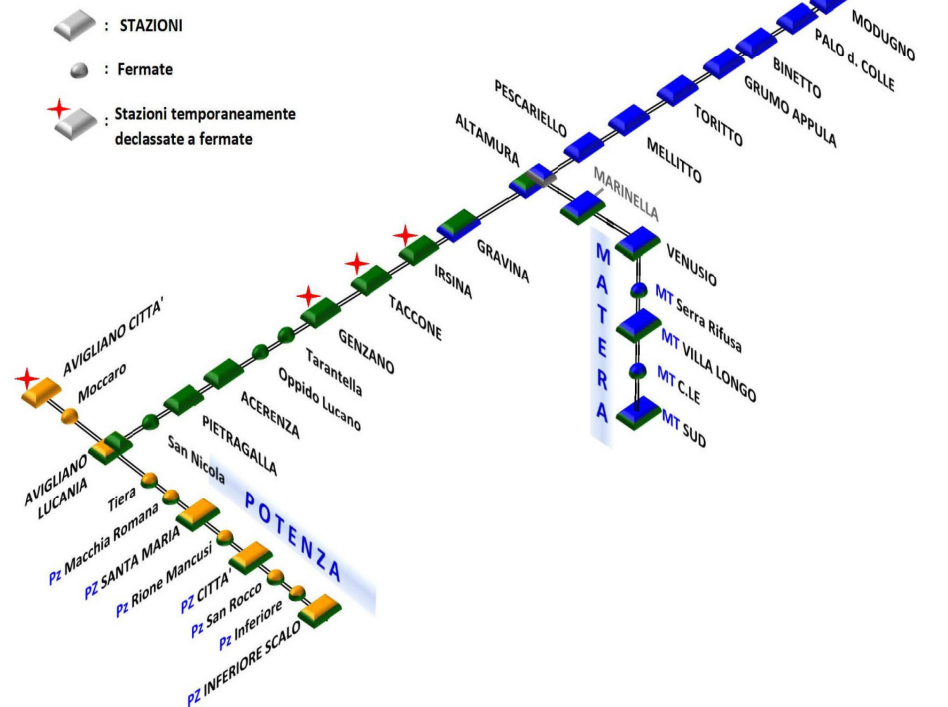 : STAZIONI
: Fermate
: Stazioni temporaneamente
declassate a fermate
MODUGNO
PALO d. COLLE
BINETTO
GRUMO APPULA
TORITTO
MELLITTO
PESCARIELLO
ALTAMURA
MARINELLA
VENUSIO
MT Serra Rifusa
MT VILLA LONGO
MT C.LE
MT SUD
MATERA
GRAVINA
IRSINA
TACCONE
GENZANO
Tarantella
Oppido Lucano
ACERENZA
PIETRAGALLA
San Nicola
AVIGLIANO CITTA'
Moccaro
AVIGLIANO
LUCANIA
Tiera
Pz Macchia Romana
PZ SANTA MARIA
Pz Rione Mancusi
PZ CITTA'
Pz San Rocco
Pz Inferiore
PZ INFERIORE SCALO
POTENZA